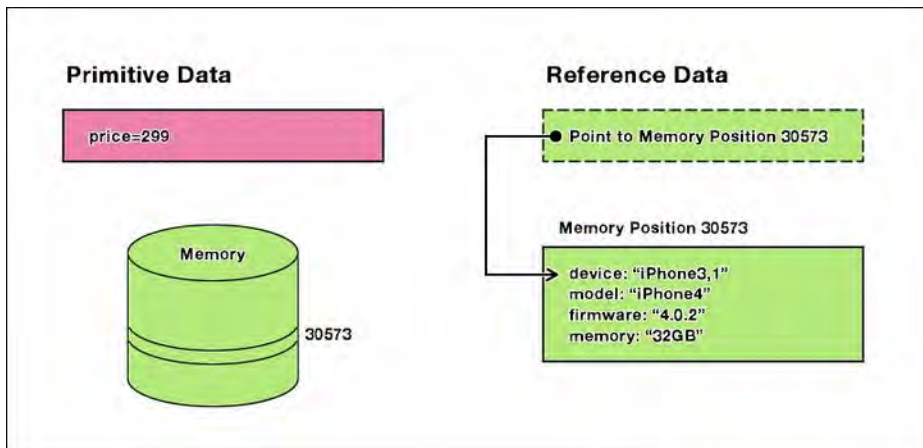 Primitive Data
price=299
Memory
30573
Reference Data
Point to Memory Position 30573
Memory Position 30573
device: “iPhone3,1”
model: “iPhone4”
firmware: “4.0.2”
memory: “32GB”